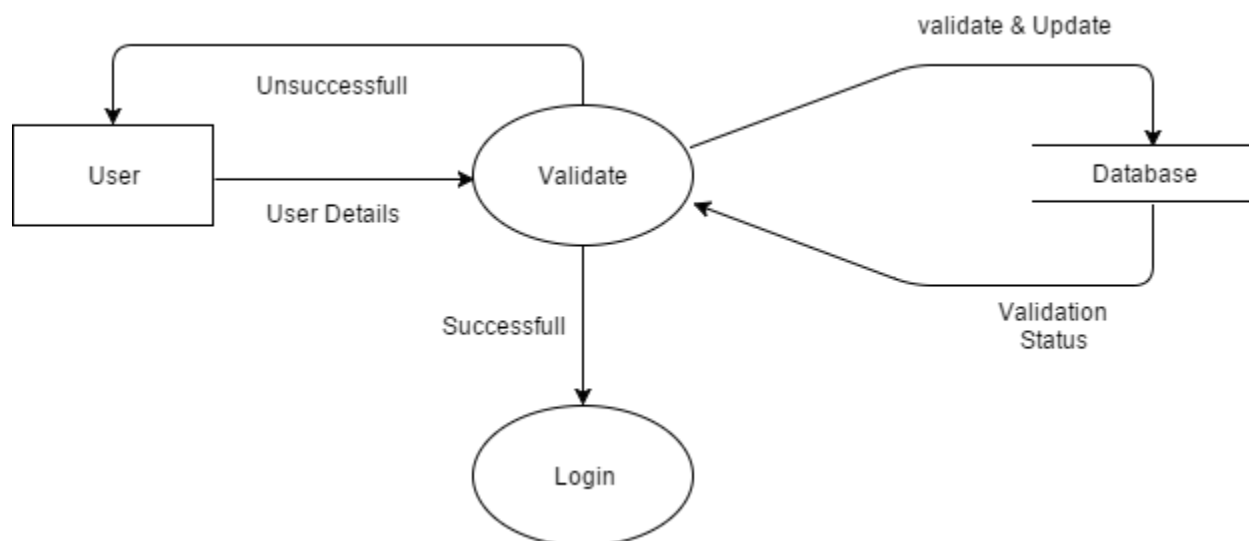 validate & Update
Unsuccessfull
User
Validate
Database
User Details
Validation
Status
Successfull
Login